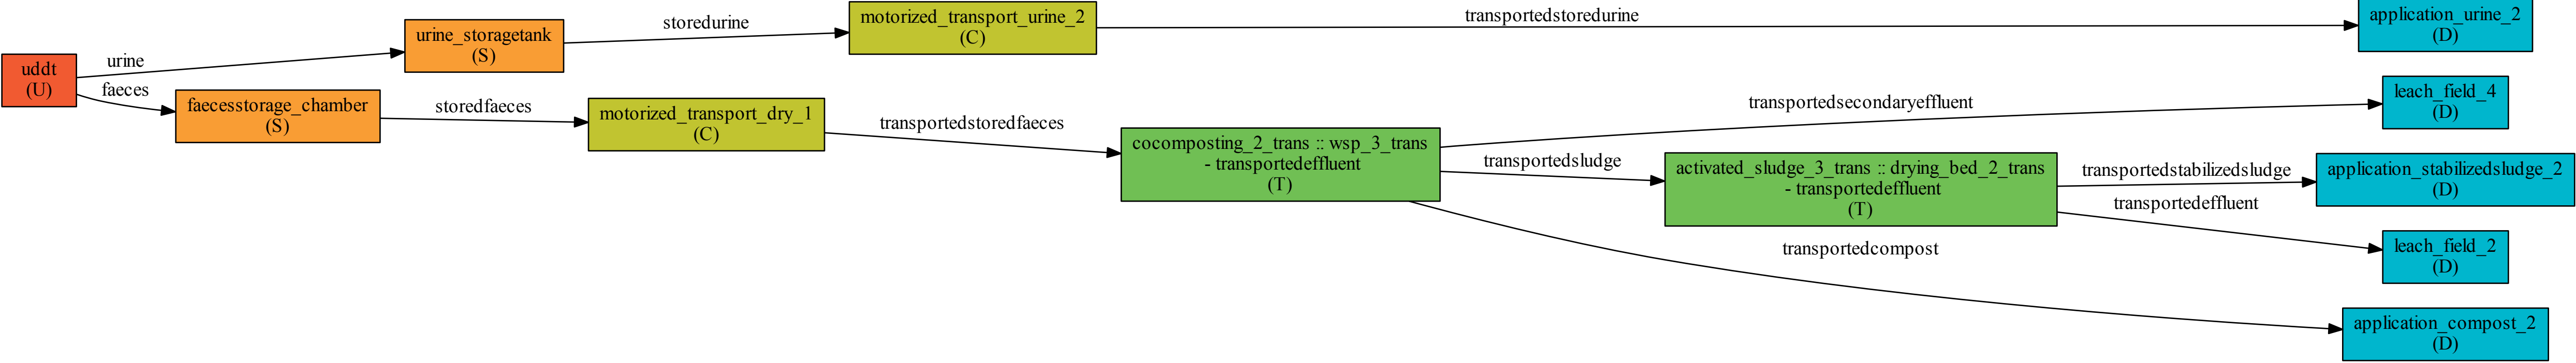 uddt
(U)
urine
faeces
urine_storagetank
(S)
faecesstorage_chamber
(S)
storedurine
storedfaeces
motorized_transport_urine_2
(C)
motorized_transport_dry_1
(C)
transportedstoredurine
transportedstoredfaeces
cocomposting_2_trans :: wsp_3_trans
- transportedeffluent
(T)
transportedsecondaryeffluent
transportedsludge
transportedcompost
activated_sludge_3_trans :: drying_bed_2_trans
- transportedeffluent
(T)
transportedstabilizedsludge
transportedeffluent
application_urine_2
(D)
leach_field_4
(D)
application_stabilizedsludge_2
(D)
leach_field_2
(D)
application_compost_2
(D)